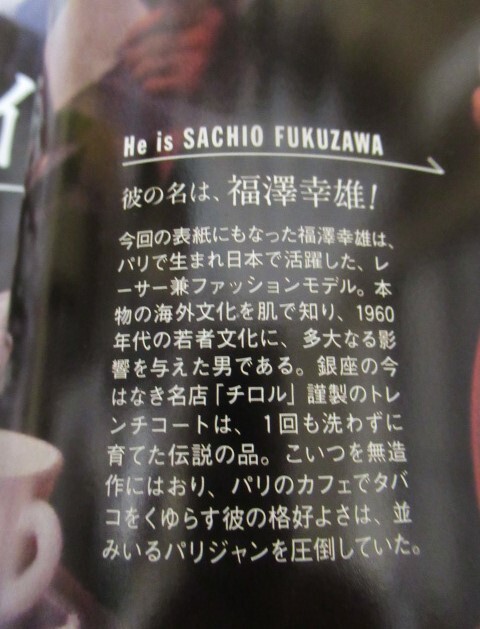 イ
He is SACHIO FUKUZAWA
彼の名は、福澤幸雄!
今回の表紙にもなった福澤幸雄は、
パリで生まれ日本で活躍した、レ
ーサー兼ファッションモデル。本
物の海外文化を肌で知り、1960
年代の若者文化に、多大なる影
響を与えた男である。銀座の今
はなき名店「チロル」謹製のトレ
ンチコートは、1回も洗わずに
育てた伝説の品。こいつを無造
作にはおり、パリのカフェでタバ
コをくゆらす彼の格好よさは、並
みいるパリジャンを圧倒していた。